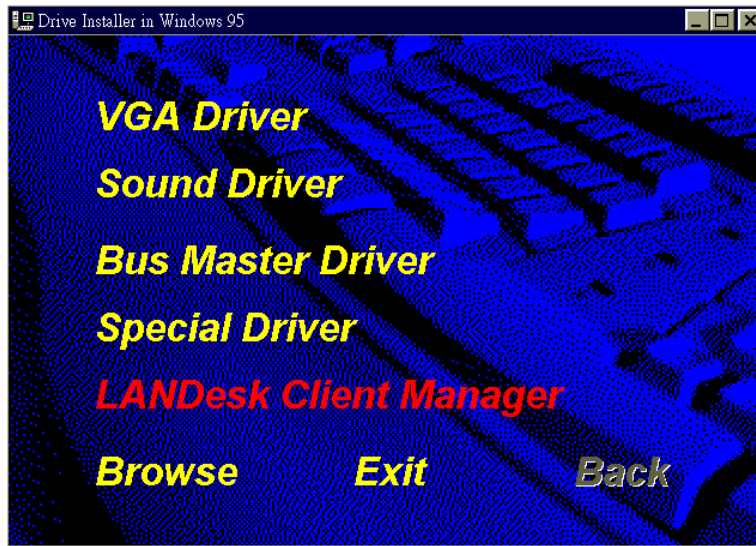 Drive Installer in Windows 95
VGA Driver
Sound Driver
Bus Master Driver
Special Driver
LANDesk Client Manager
Browse Exit Back